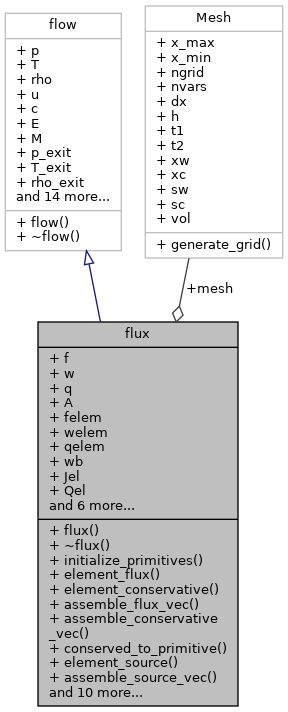 flow
+ p
+ T
+ rho
+ u
+ c
+ E
+ M
+ p_exit
+ T_exit
+ rho_exit
and 14 more...
+ flow()
+ ~flow()
Mesh
+ x_max
+ x_min
+ ngrid
+ nvars
+ dx
+ h
+ t1
+ t2
+ xw
+ xc
+ sw
+ sc
+ vol
+ generate_grid()
+mesh
flux
+ f
+ w
+ q
+ A
+ felem
+ welem
+ qelem
+ wb
+ Jel
+ Qel
and 6 more...
+ flux()
+ ~flux()
+ initialize_primitives()
+ element_flux()
+ element_conservative()
+ assemble_flux_vec()
+ assemble_conservative
_vec()
+ conserved_to_primitive()
+ element_source()
+ assemble_source_vec()
and 10 more...